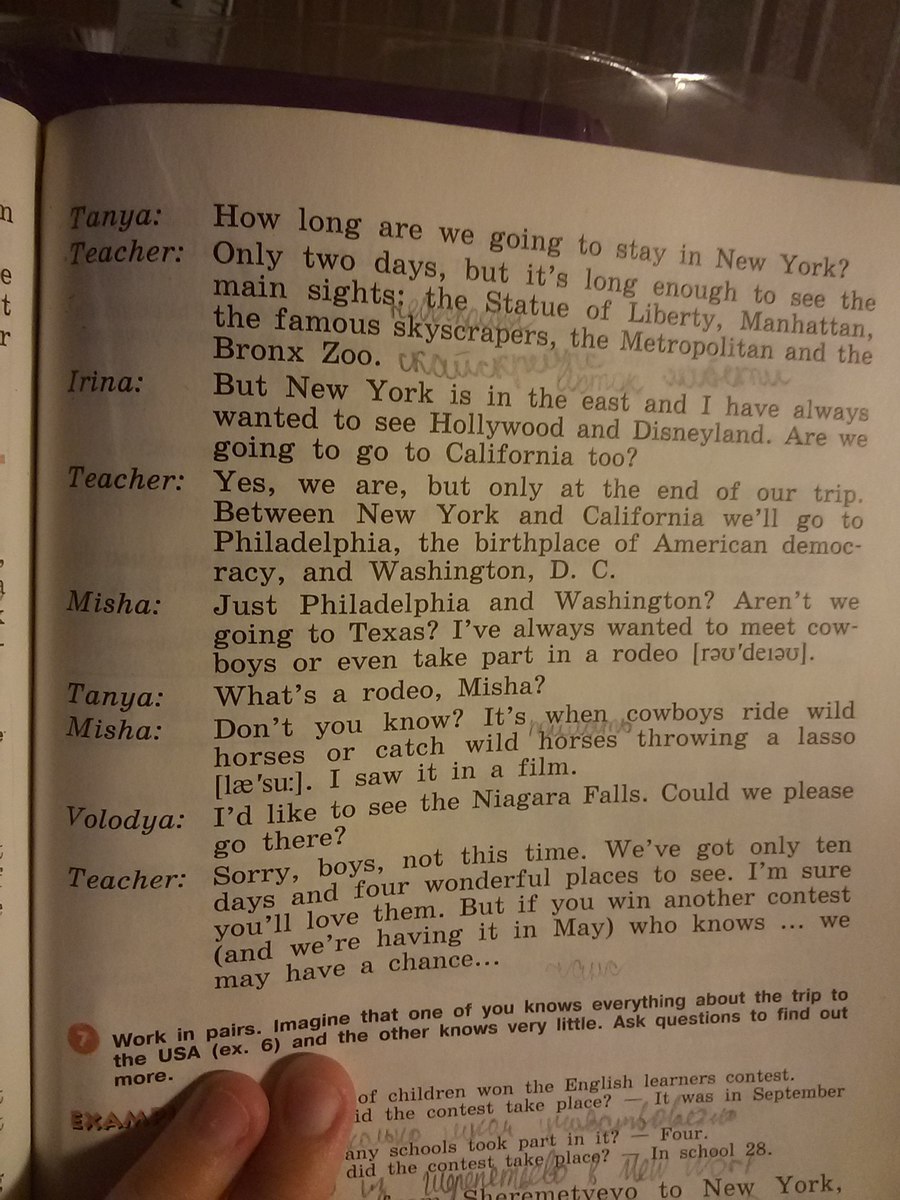 Tanya: How long are we going to stay in New York?
Teacher: Only two days, but it's long enough to see the
main sights: the Statue of Liberty, Manhattan,
the famous skyscrapers, the Metropolitan and the
Bronx Zoo.
Irina: But New York is in the east and I have always
wanted to see Hollywood and Disneyland. Are we
going to go to California too?
Teacher: Yes, we are, but only at the end of our trip.
Between New York and California we'll go to
Philadelphia, the birthplace of American democ-
racy, and Washington, D. C.
Misha: Just Philadelphia and Washington? Aren't we
going to Texas? I've always wanted to meet cow-
boys or even take part in a rodeo [rəʊ'deɪəʊ].
Tanya: What's a rodeo, Misha?
Misha: Don't you know? It's when cowboys ride wild
horses or catch wild horses throwing a lasso
[læ'su:]. I saw it in a film.
Volodya: I'd like to see the Niagara Falls. Could we please
go there?
Teacher: Sorry, boys, not this time. We've got only ten
days and four wonderful places to see. I'm sure
you'll love them. But if you win another contest
(and we're having it in May) who knows ... we
may have a chance...
7 Work in pairs. Imagine that one of you knows everything about the trip to
the USA (ex. 6) and the other knows very little. Ask questions to find out
more.
of children won the English learners contest.
id the contest take place? — It was in September
any schools took part in it? — Four.
did the contest take place? — In school 28.
Sheremetyevo to New York,